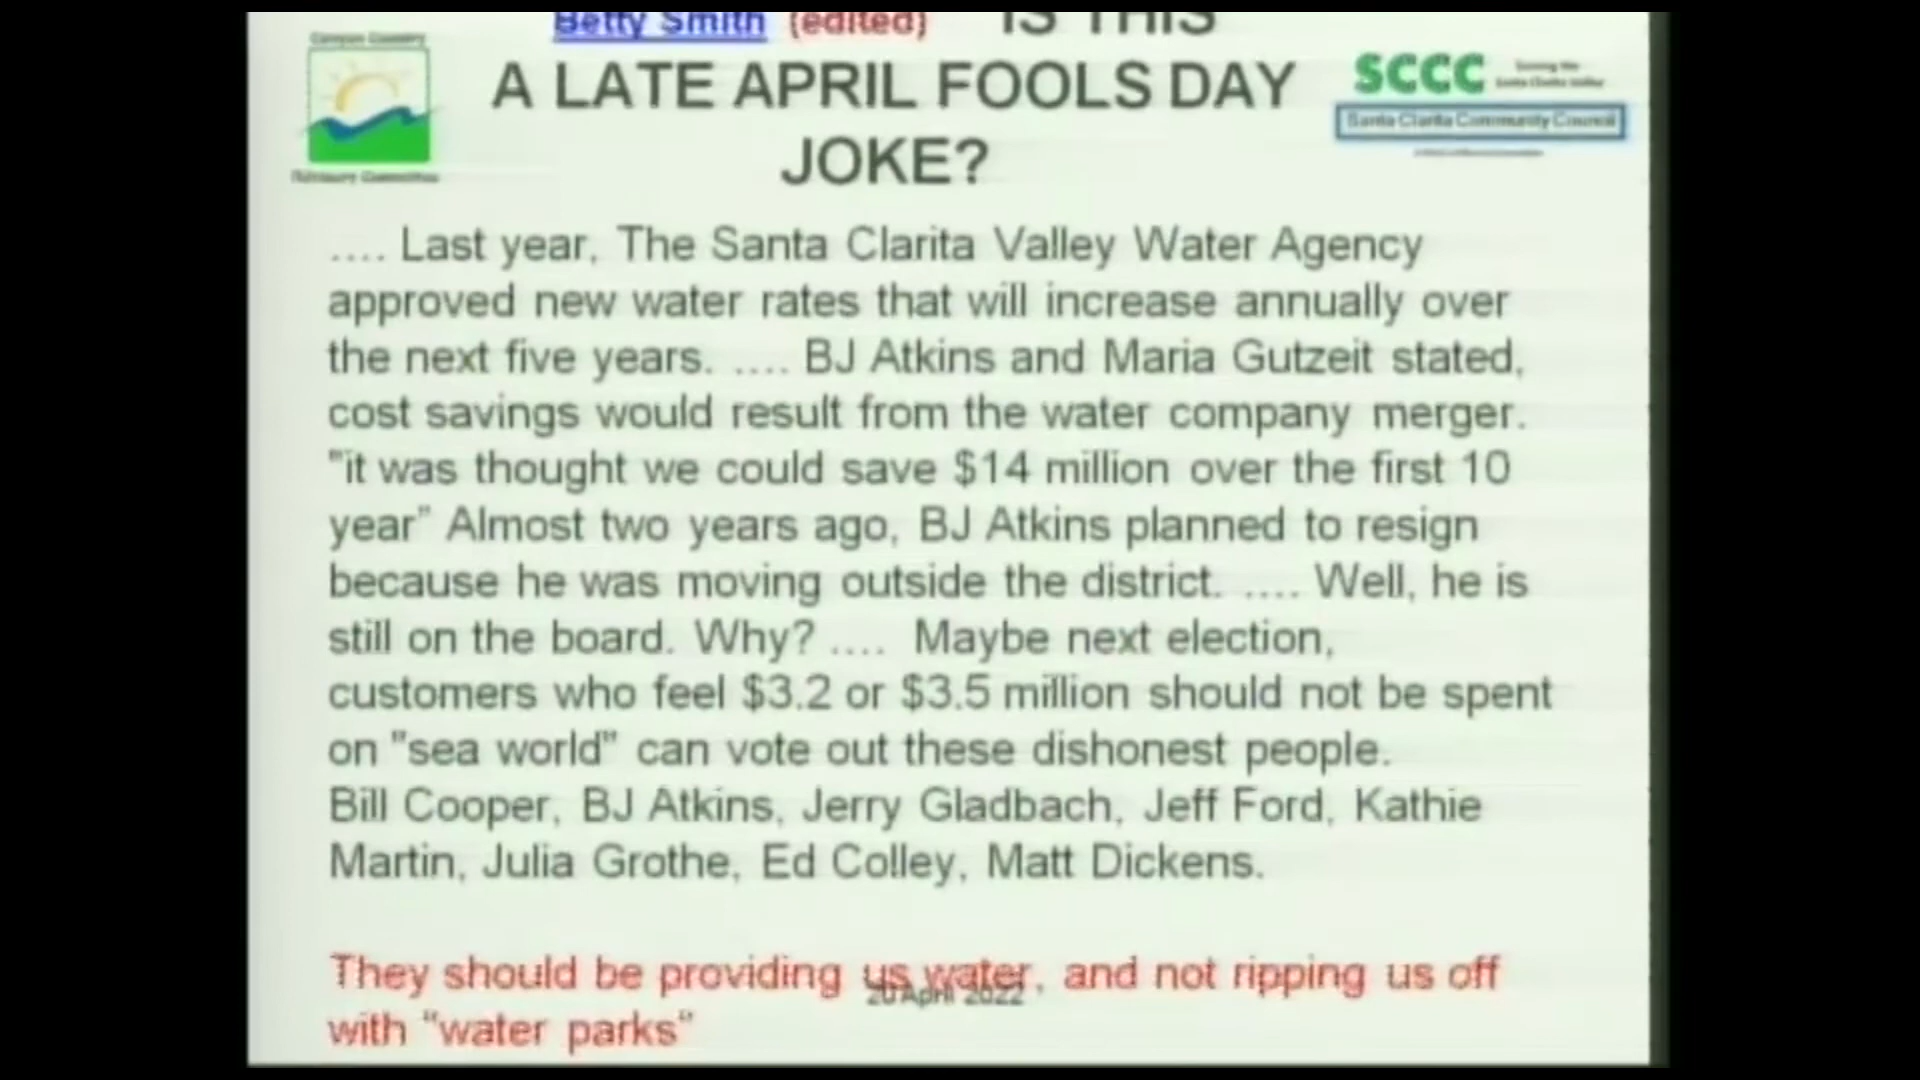 Betty Smith (edited) IS THIS
A LATE APRIL FOOLS DAY
JOKE?
Canyon Country
Advisory Committee
SCCC
Santa Clarita Community Council
.... Last year, The Santa Clarita Valley Water Agency
approved new water rates that will increase annually over
the next five years. .... BJ Atkins and Maria Gutzeit stated,
cost savings would result from the water company merger.
"it was thought we could save $14 million over the first 10
year” Almost two years ago, BJ Atkins planned to resign
because he was moving outside the district. .... Well, he is
still on the board. Why? .... Maybe next election,
customers who feel $3.2 or $3.5 million should not be spent
on "sea world" can vote out these dishonest people.
Bill Cooper, BJ Atkins, Jerry Gladbach, Jeff Ford, Kathie
Martin, Julia Grothe, Ed Colley, Matt Dickens.
They should be providing us water, and not ripping us off
with “water parks“
20 April 2022